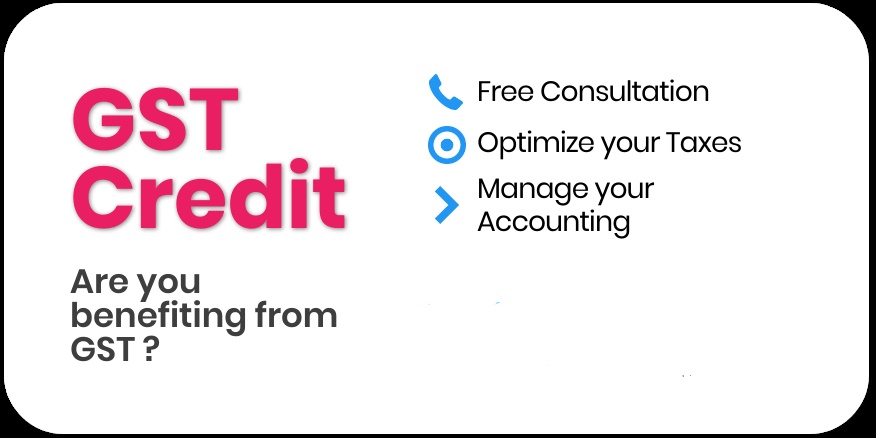 GST
Credit
Are you
benefiting from
GST ?
Free Consultation
Optimize your Taxes
Manage your
Accounting